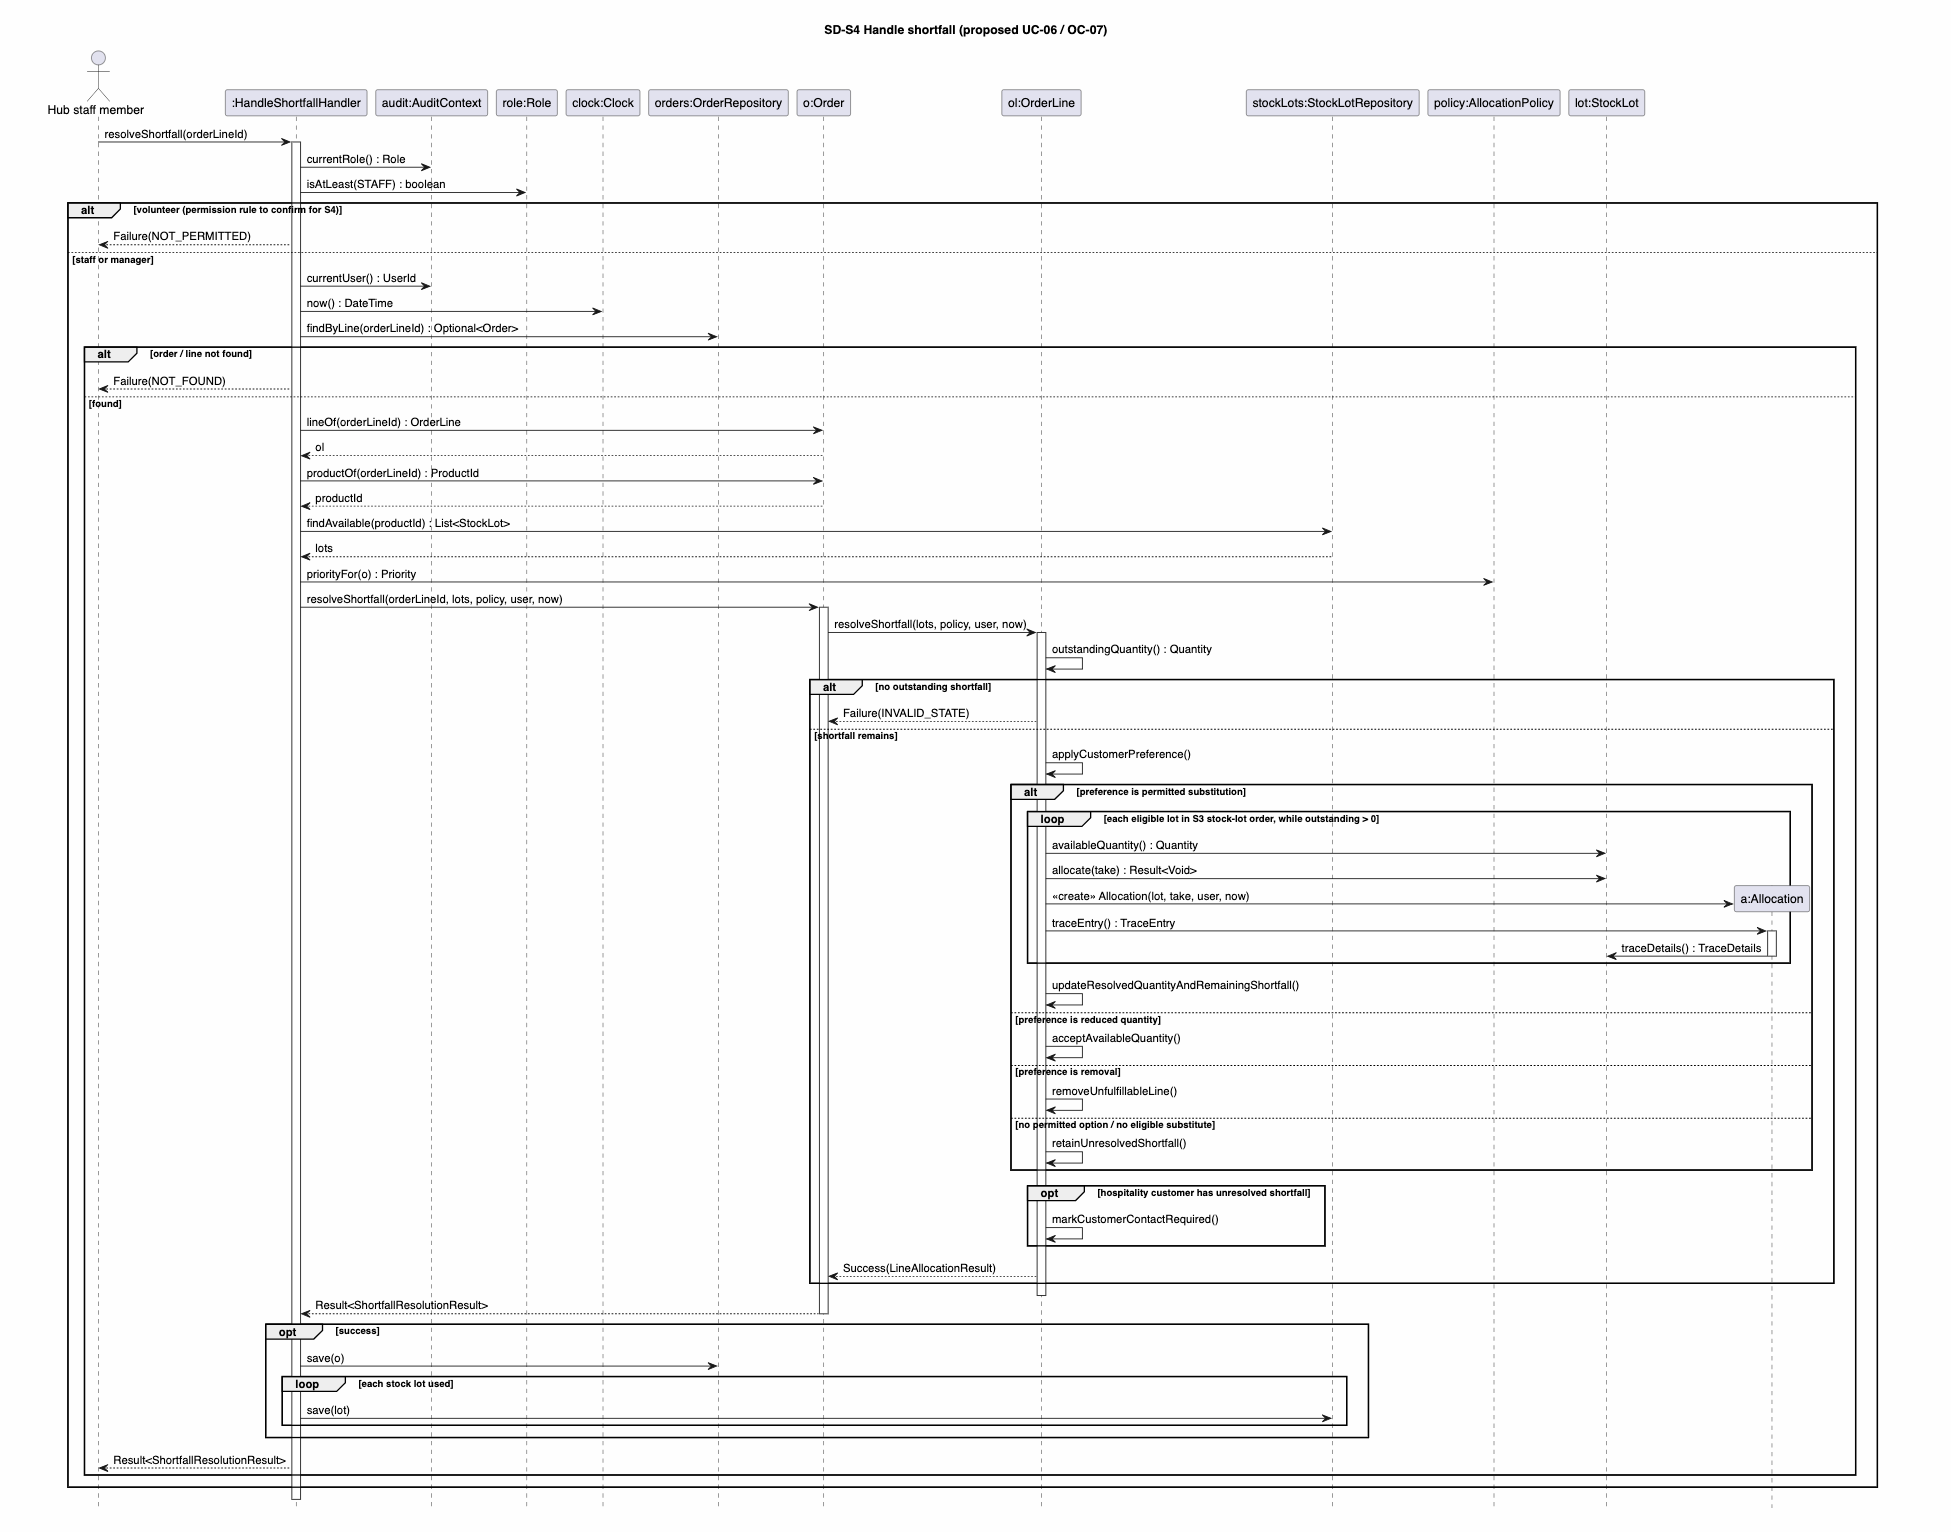 SD-S4 Handle shortfall (proposed UC-06 / OC-07)
Hub staff member
:HandleShortfallHandler
audit:AuditContext
role:Role
clock:Clock
orders:OrderRepository
o:Order
ol:OrderLine
stockLots:StockLotRepository
policy:AllocationPolicy
lot:StockLot
resolveShortfall(orderLineId)
currentRole() : Role
isAtLeast(STAFF) : boolean
alt
[volunteer (permission rule to confirm for S4)]
Failure(NOT_PERMITTED)
[staff or manager]
currentUser() : UserId
now() : DateTime
findByLine(orderLineId) : Optional<Order>
alt
[order / line not found]
Failure(NOT_FOUND)
[found]
lineOf(orderLineId) : OrderLine
ol
productOf(orderLineId) : ProductId
productId
findAvailable(productId) : List<StockLot>
lots
priorityFor(o) : Priority
resolveShortfall(orderLineId, lots, policy, user, now)
resolveShortfall(lots, policy, user, now)
outstandingQuantity() : Quantity
alt
[no outstanding shortfall]
Failure(INVALID_STATE)
[shortfall remains]
applyCustomerPreference()
alt
[preference is permitted substitution]
loop
[each eligible lot in S3 stock-lot order, while outstanding > 0]
availableQuantity() : Quantity
allocate(take) : Result<Void>
«create» Allocation(lot, take, user, now)
a:Allocation
traceEntry() : TraceEntry
traceDetails() : TraceDetails
updateResolvedQuantityAndRemainingShortfall()
[preference is reduced quantity]
acceptAvailableQuantity()
[preference is removal]
removeUnfulfillableLine()
[no permitted option / no eligible substitute]
retainUnresolvedShortfall()
opt
[hospitality customer has unresolved shortfall]
markCustomerContactRequired()
Success(LineAllocationResult)
Result<ShortfallResolutionResult>
opt
[success]
save(o)
loop
[each stock lot used]
save(lot)
Result<ShortfallResolutionResult>